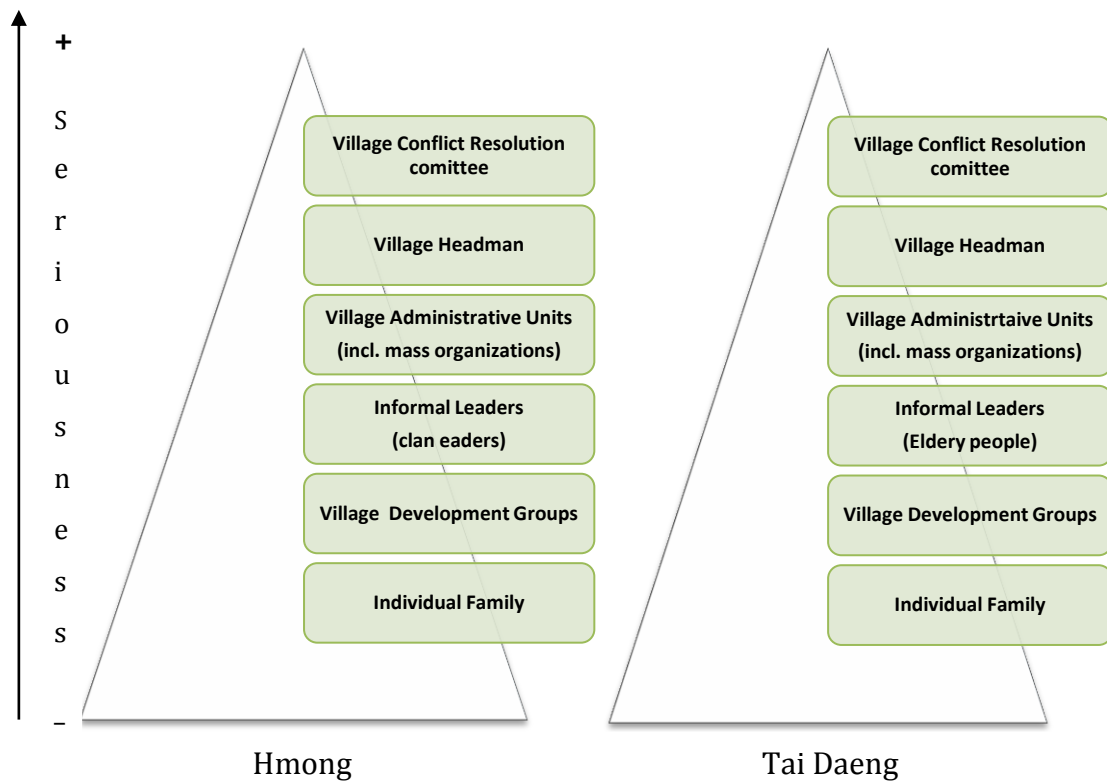 +
Seriousness
–
Village Conflict Resolution
comittee
Village Headman
Village Administrative Units
(incl. mass organizations)
Informal Leaders
(clan eaders)
Village Development Groups
Individual Family
Hmong
Village Conflict Resolution
comittee
Village Headman
Village Administrtaive Units
(incl. mass organizations)
Informal Leaders
(Eldery people)
Village Development Groups
Individual Family
Tai Daeng